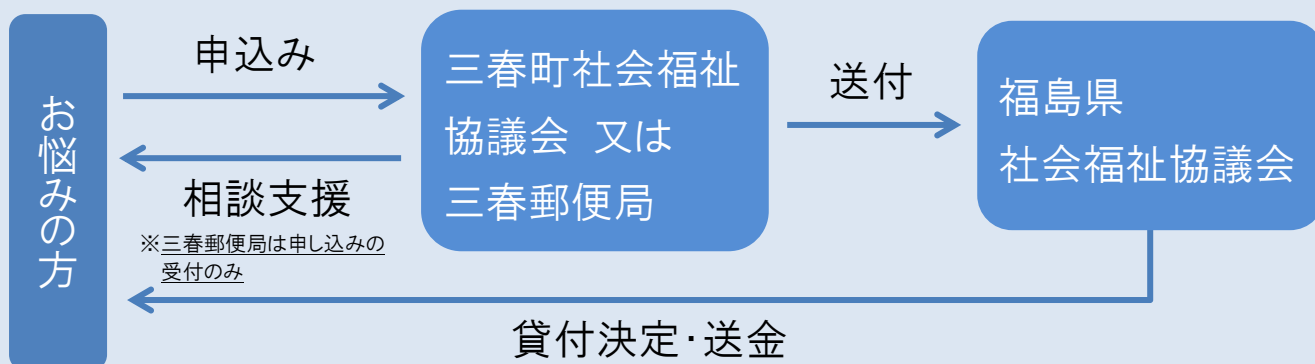 お悩みの方
申込み
相談支援
※三春郵便局は申し込みの
受付のみ
三春町社会福祉
協議会 又は
三春郵便局
送付
福島県
社会福祉協議会
貸付決定・送金